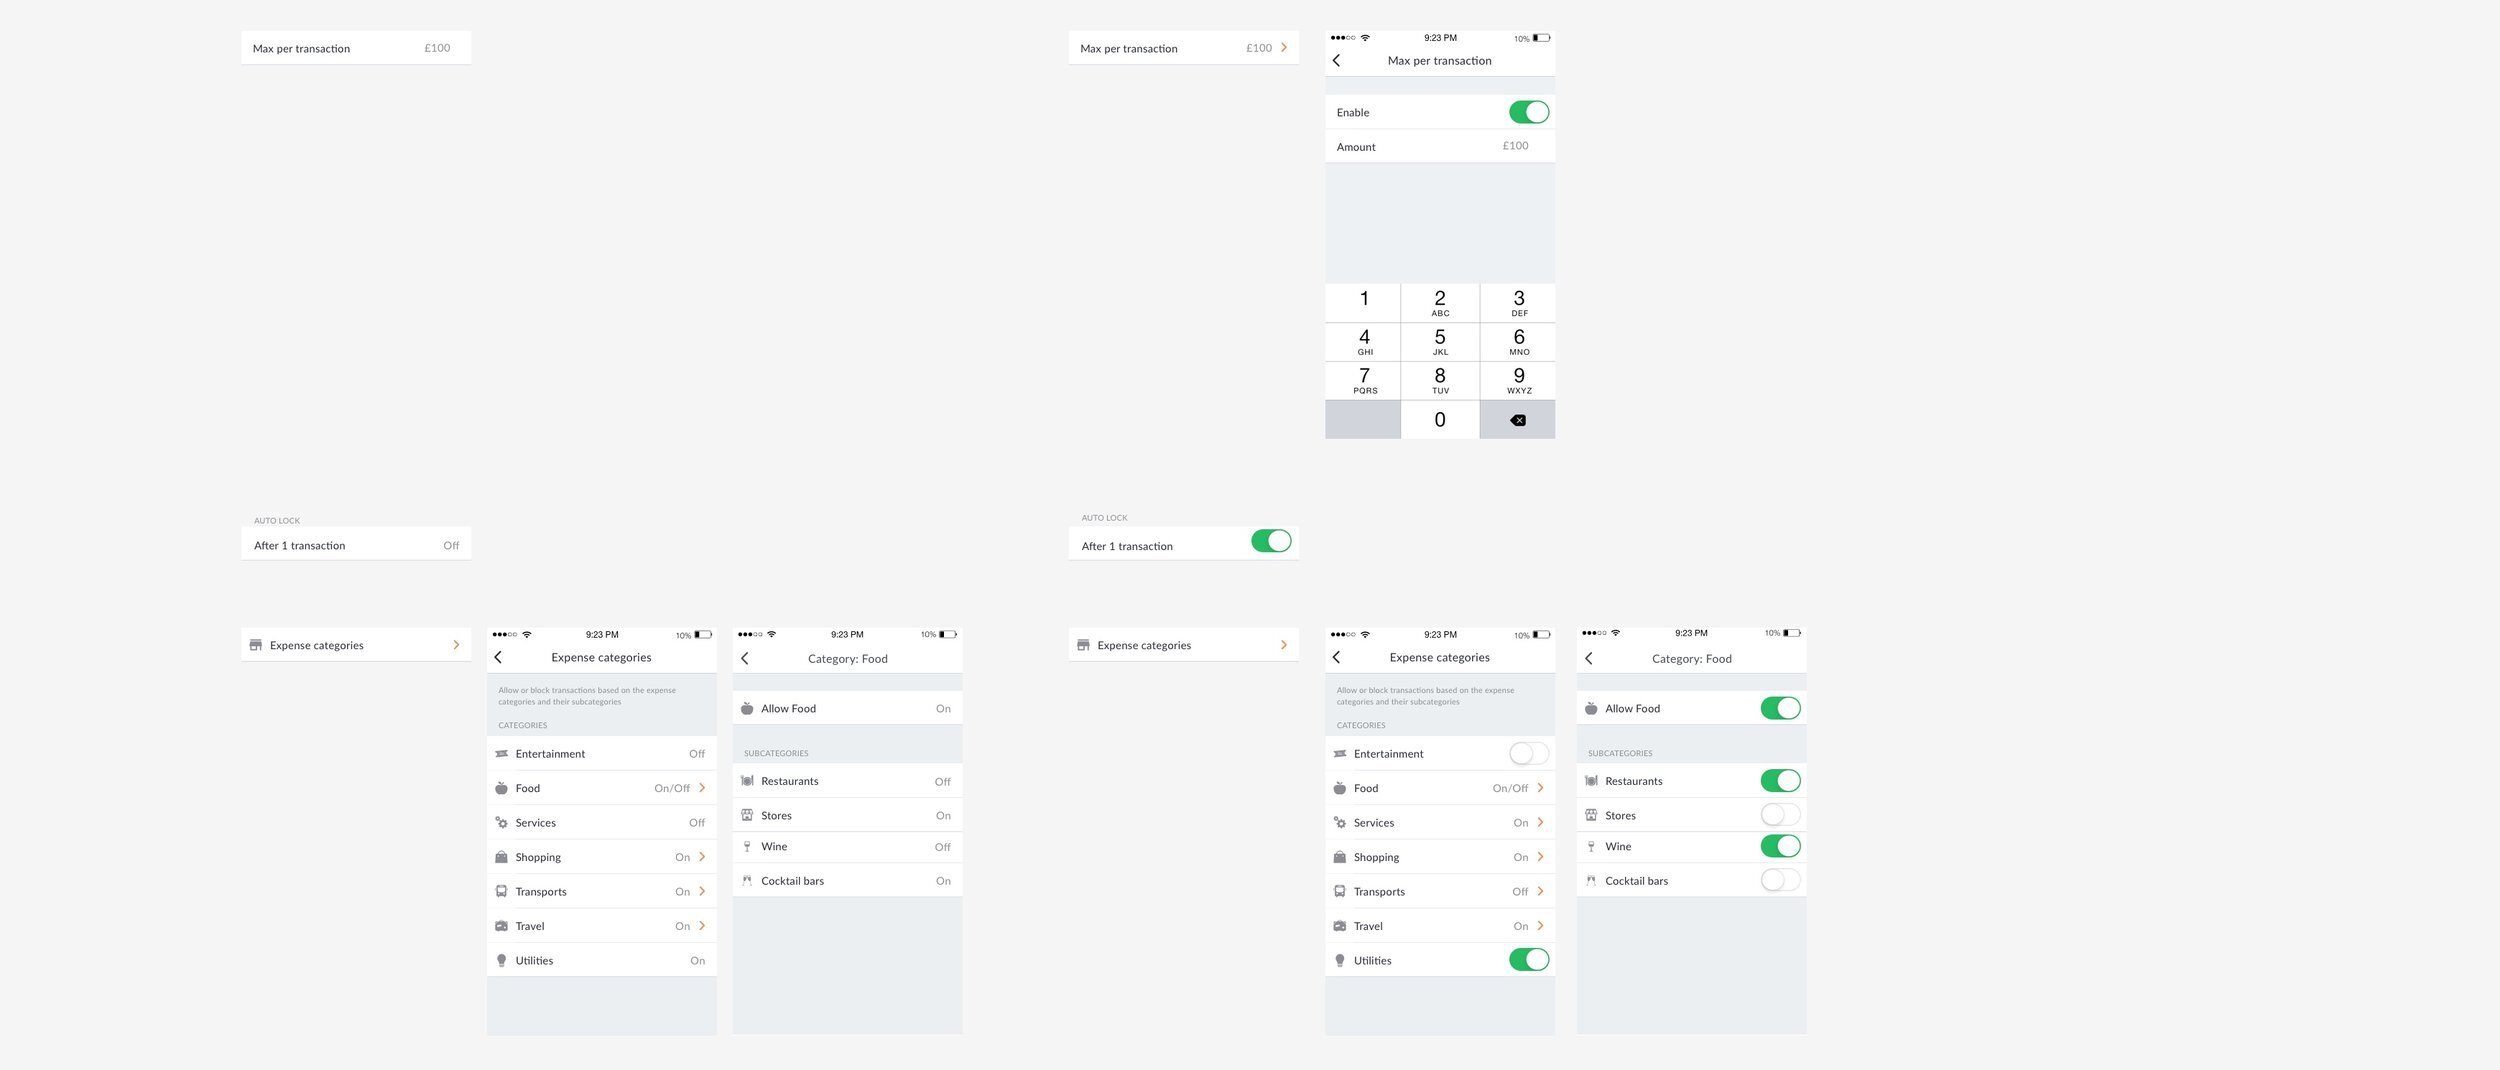 Max per transaction £100
Max per transaction £100
9:23 PM 10%
Max per transaction
Enable
Amount £100
1
2
ABC
3
DEF
4
GHI
5
JKL
6
MNO
7
PQRS
8
TUV
9
WXYZ
0
AUTO LOCK
After 1 transaction Off
AUTO LOCK
After 1 transaction
Expense categories
9:23 PM 10%
Expense categories
Allow or block transactions based on the expense
categories and their subcategories
CATEGORIES
Entertainment Off
Food On/Off
Services Off
Shopping On
Transports On
Travel On
Utilities On
9:23 PM 10%
Category: Food
Allow Food On
SUBCATEGORIES
Restaurants Off
Stores On
Wine Off
Cocktail bars On
Expense categories
9:23 PM 10%
Expense categories
Allow or block transactions based on the expense
categories and their subcategories
CATEGORIES
Entertainment
Food On/Off
Services On
Shopping On
Transports Off
Travel On
Utilities
9:23 PM 10%
Category: Food
Allow Food
SUBCATEGORIES
Restaurants
Stores
Wine
Cocktail bars